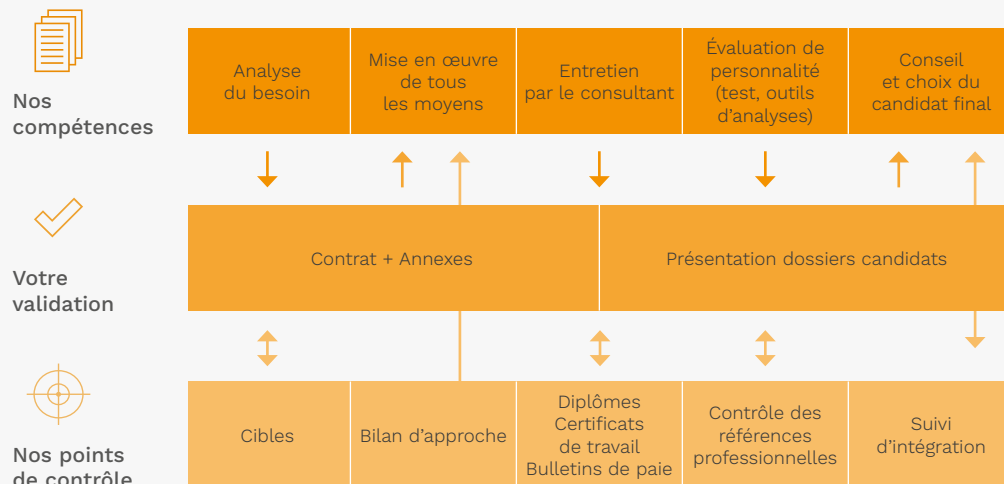 Nos
compétences
Analyse
du besoin
Mise en œuvre
de tous
les moyens
Entretien
par le consultant
Évaluation de
personnalité
(test, outils
d'analyses)
Conseil
et choix du
candidat final
Votre
validation
Contrat + Annexes
Présentation dossiers candidats
Nos points
de contrôle
Cibles
Bilan d'approche
Diplômes
Certificats
de travail
Bulletins de paie
Contrôle des
références
professionnelles
Suivi
d'intégration